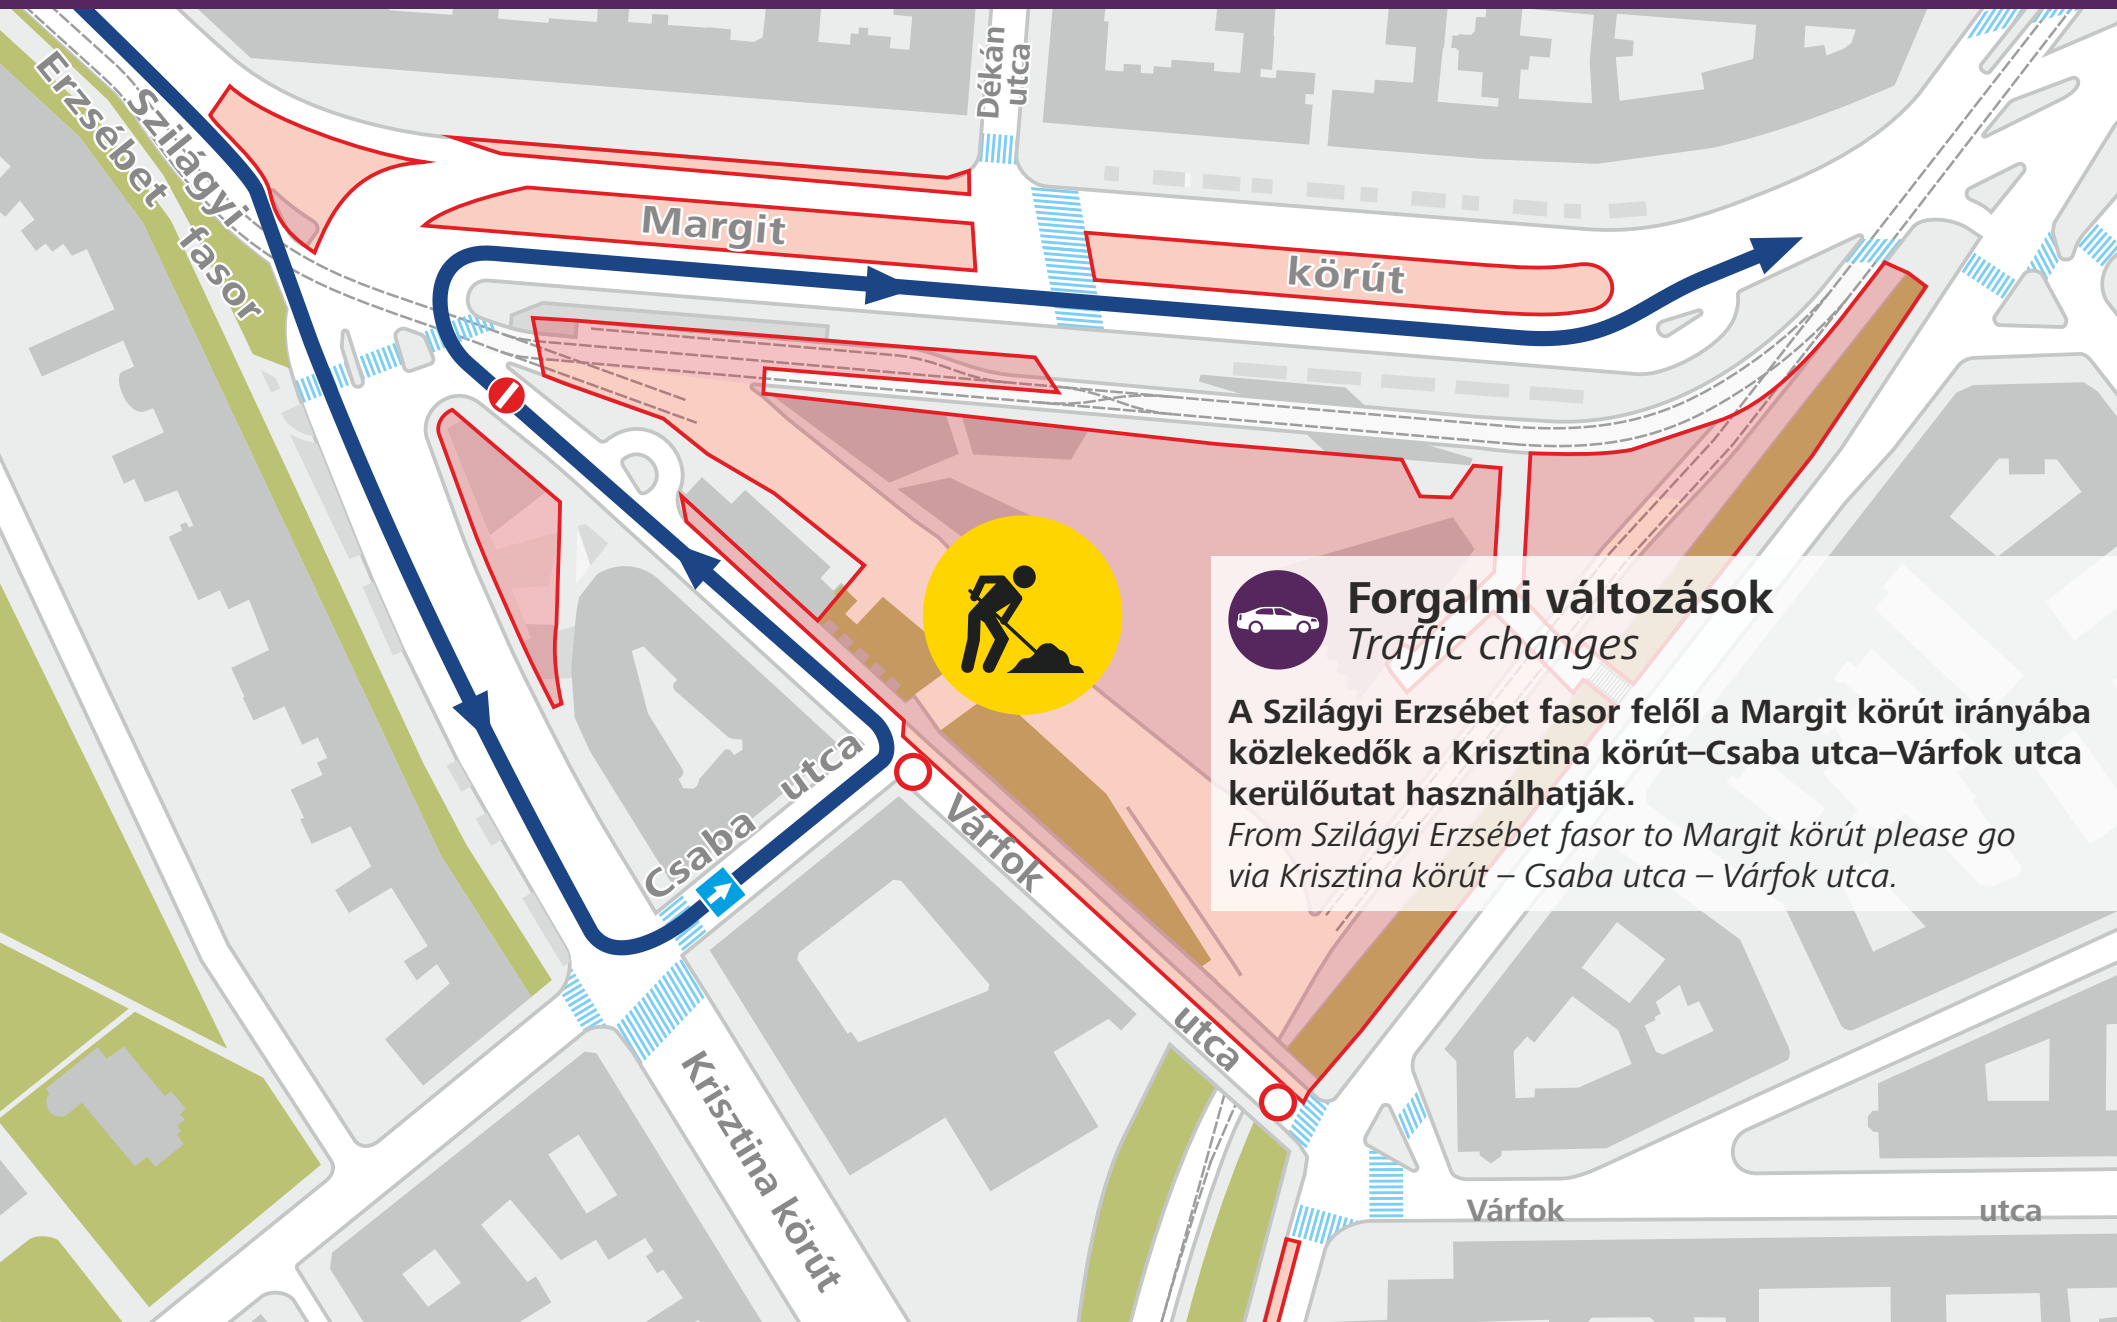 Dékán
utca
Szilágyi
Erzsébet
fasor
Margit
körút
Forgalmi változások
Traffic changes
A Szilágyi Erzsébet fasor felől a Margit körút irányába
közlekedők a Krisztina körút–Csaba utca–Várfok utca
kerülőutat használhatják.
From Szilágyi Erzsébet fasor to Margit körút please go
via Krisztina körút – Csaba utca – Várfok utca.
Csaba utca
Várfok
utca
Krisztina körút
Várfok utca